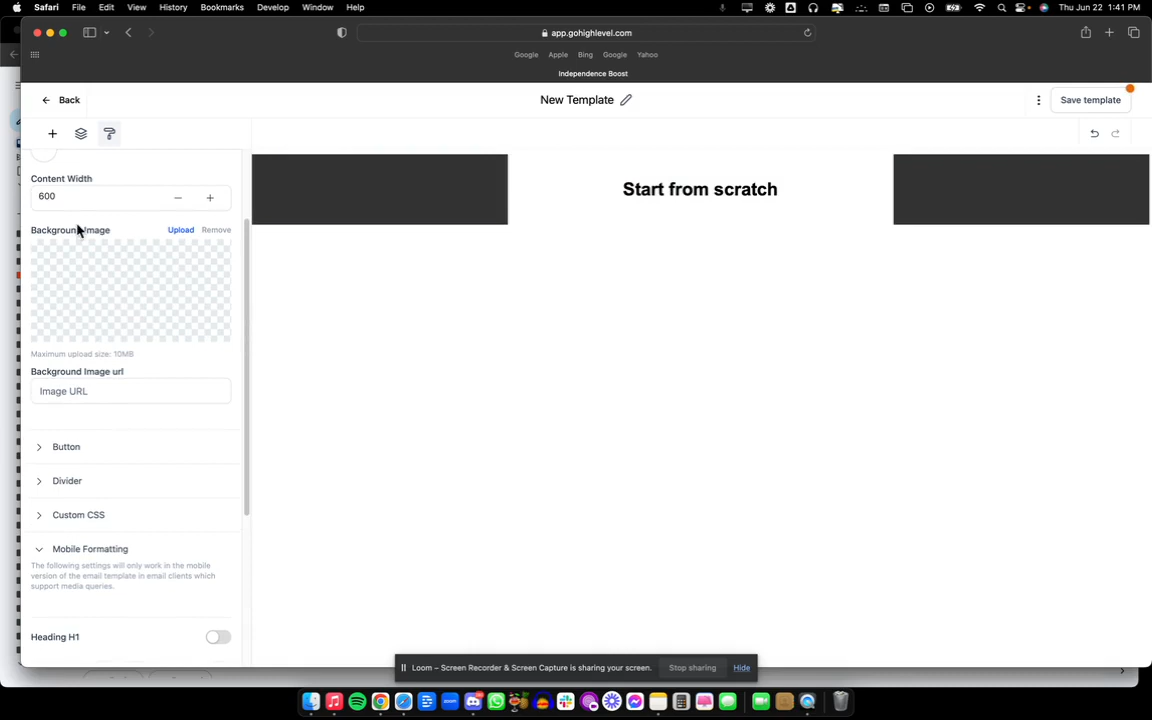 Safari File Edit View History Bookmarks Develop Window Help Thu Jun 22 1:41 PM
app.gohighlevel.com
Google Apple Bing Google Yahoo
Independence Boost
Back
New Template
Save template
Content Width
600
Start from scratch
Background Image
Upload Remove
Maximum upload size: 10MB
Background Image url
Image URL
Button
Divider
Custom CSS
Mobile Formatting
The following settings will only work in the mobile
version of the email template in email clients which
support media queries.
Heading H1
Loom – Screen Recorder & Screen Capture is sharing your screen. Stop sharing Hide